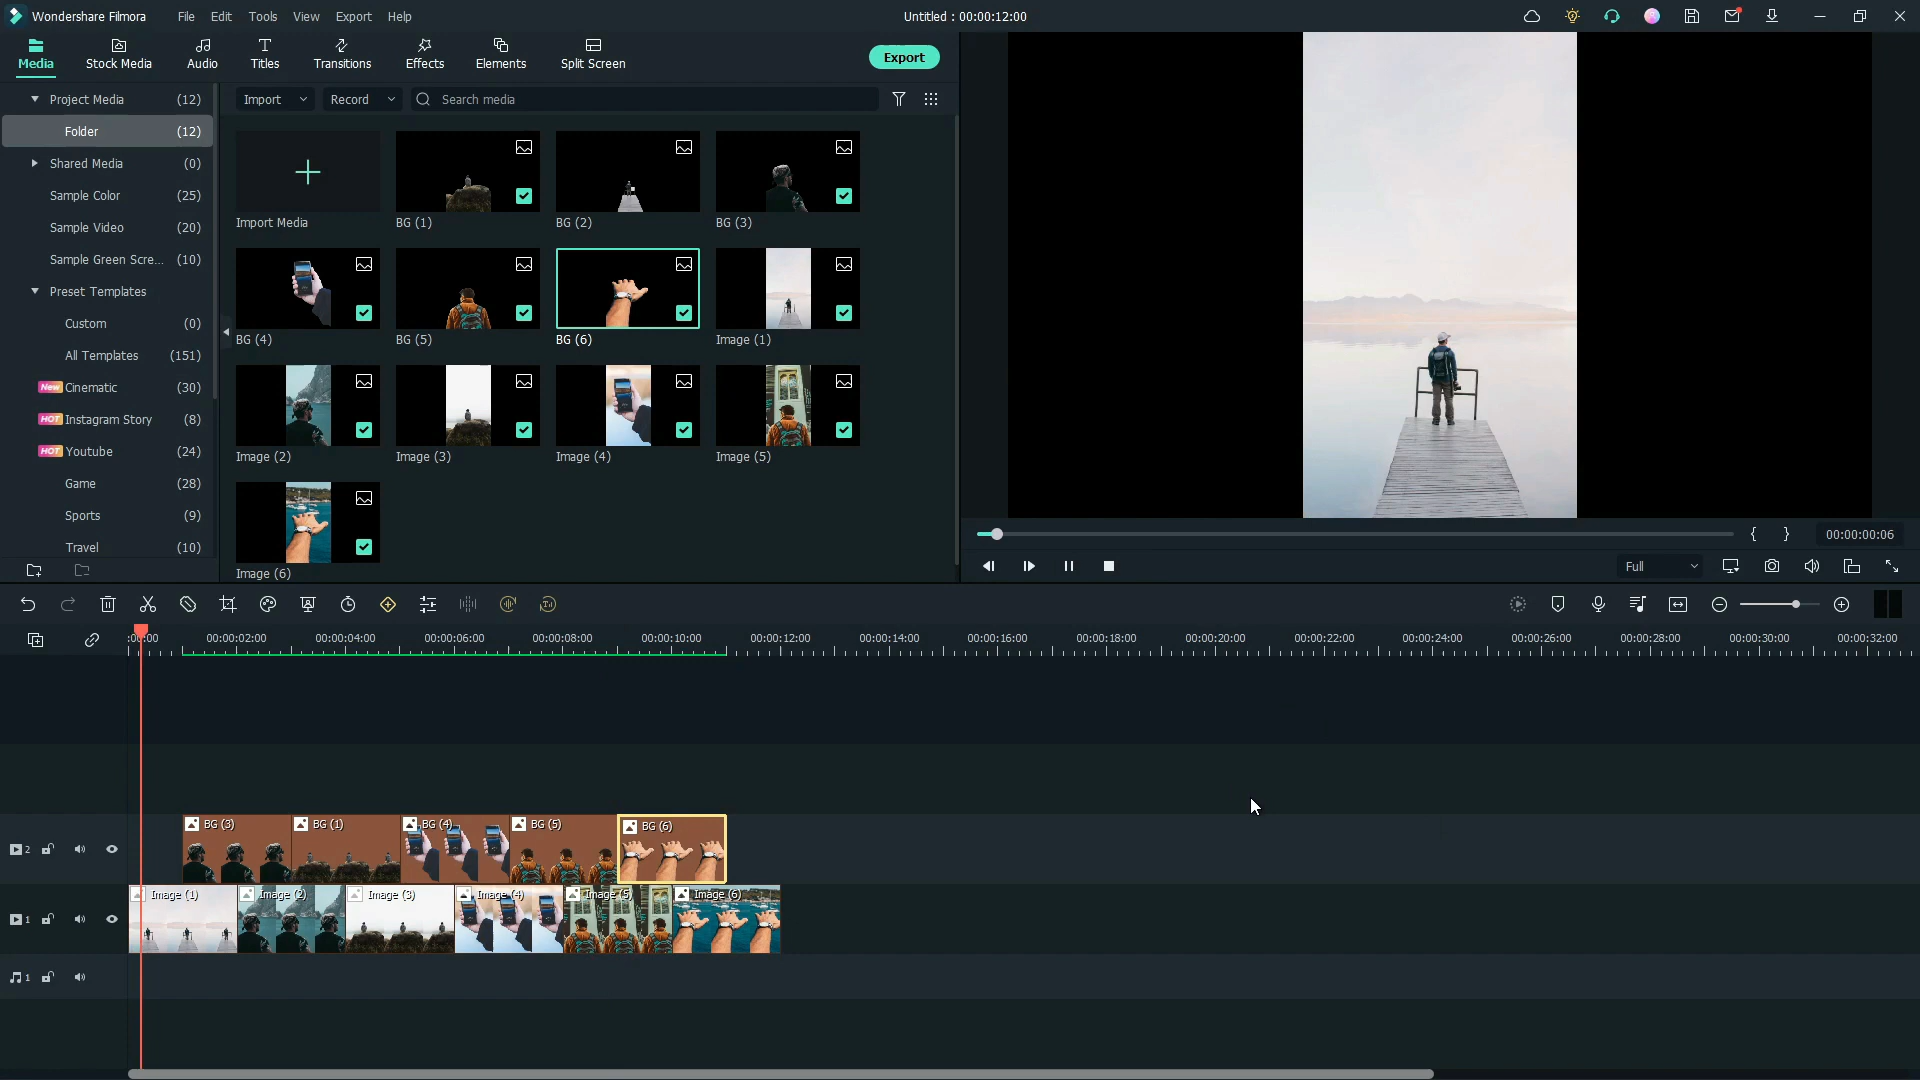 Wondershare Filmora File Edit Tools View Export Help Untitled : 00:00:12:00
Media Stock Media Audio Titles Transitions Effects Elements Split Screen Export
Project Media (12) Import Record Search media
Folder (12)
Shared Media (0)
Sample Color (25)
Sample Video (20)
Sample Green Scre... (10)
Preset Templates
Custom (0)
All Templates (151)
New Cinematic (30)
HOT Instagram Story (8)
HOT Youtube (24)
Game (28)
Sports (9)
Travel (10)
Import Media BG (1) BG (2) BG (3)
BG (4) BG (5) BG (6) Image (1)
Image (2) Image (3) Image (4) Image (5)
Image (6)
00:00:00:06
Full
:00:00 00:00:02:00 00:00:04:00 00:00:06:00 00:00:08:00 00:00:10:00 00:00:12:00 00:00:14:00 00:00:16:00 00:00:18:00 00:00:20:00 00:00:22:00 00:00:24:00 00:00:26:00 00:00:28:00 00:00:30:00 00:00:32:00
BG (3) BG (1) BG (4) BG (5) BG (6)
2
Image (1) Image (2) Image (3) Image (4) Image (5) Image (6)
1
1